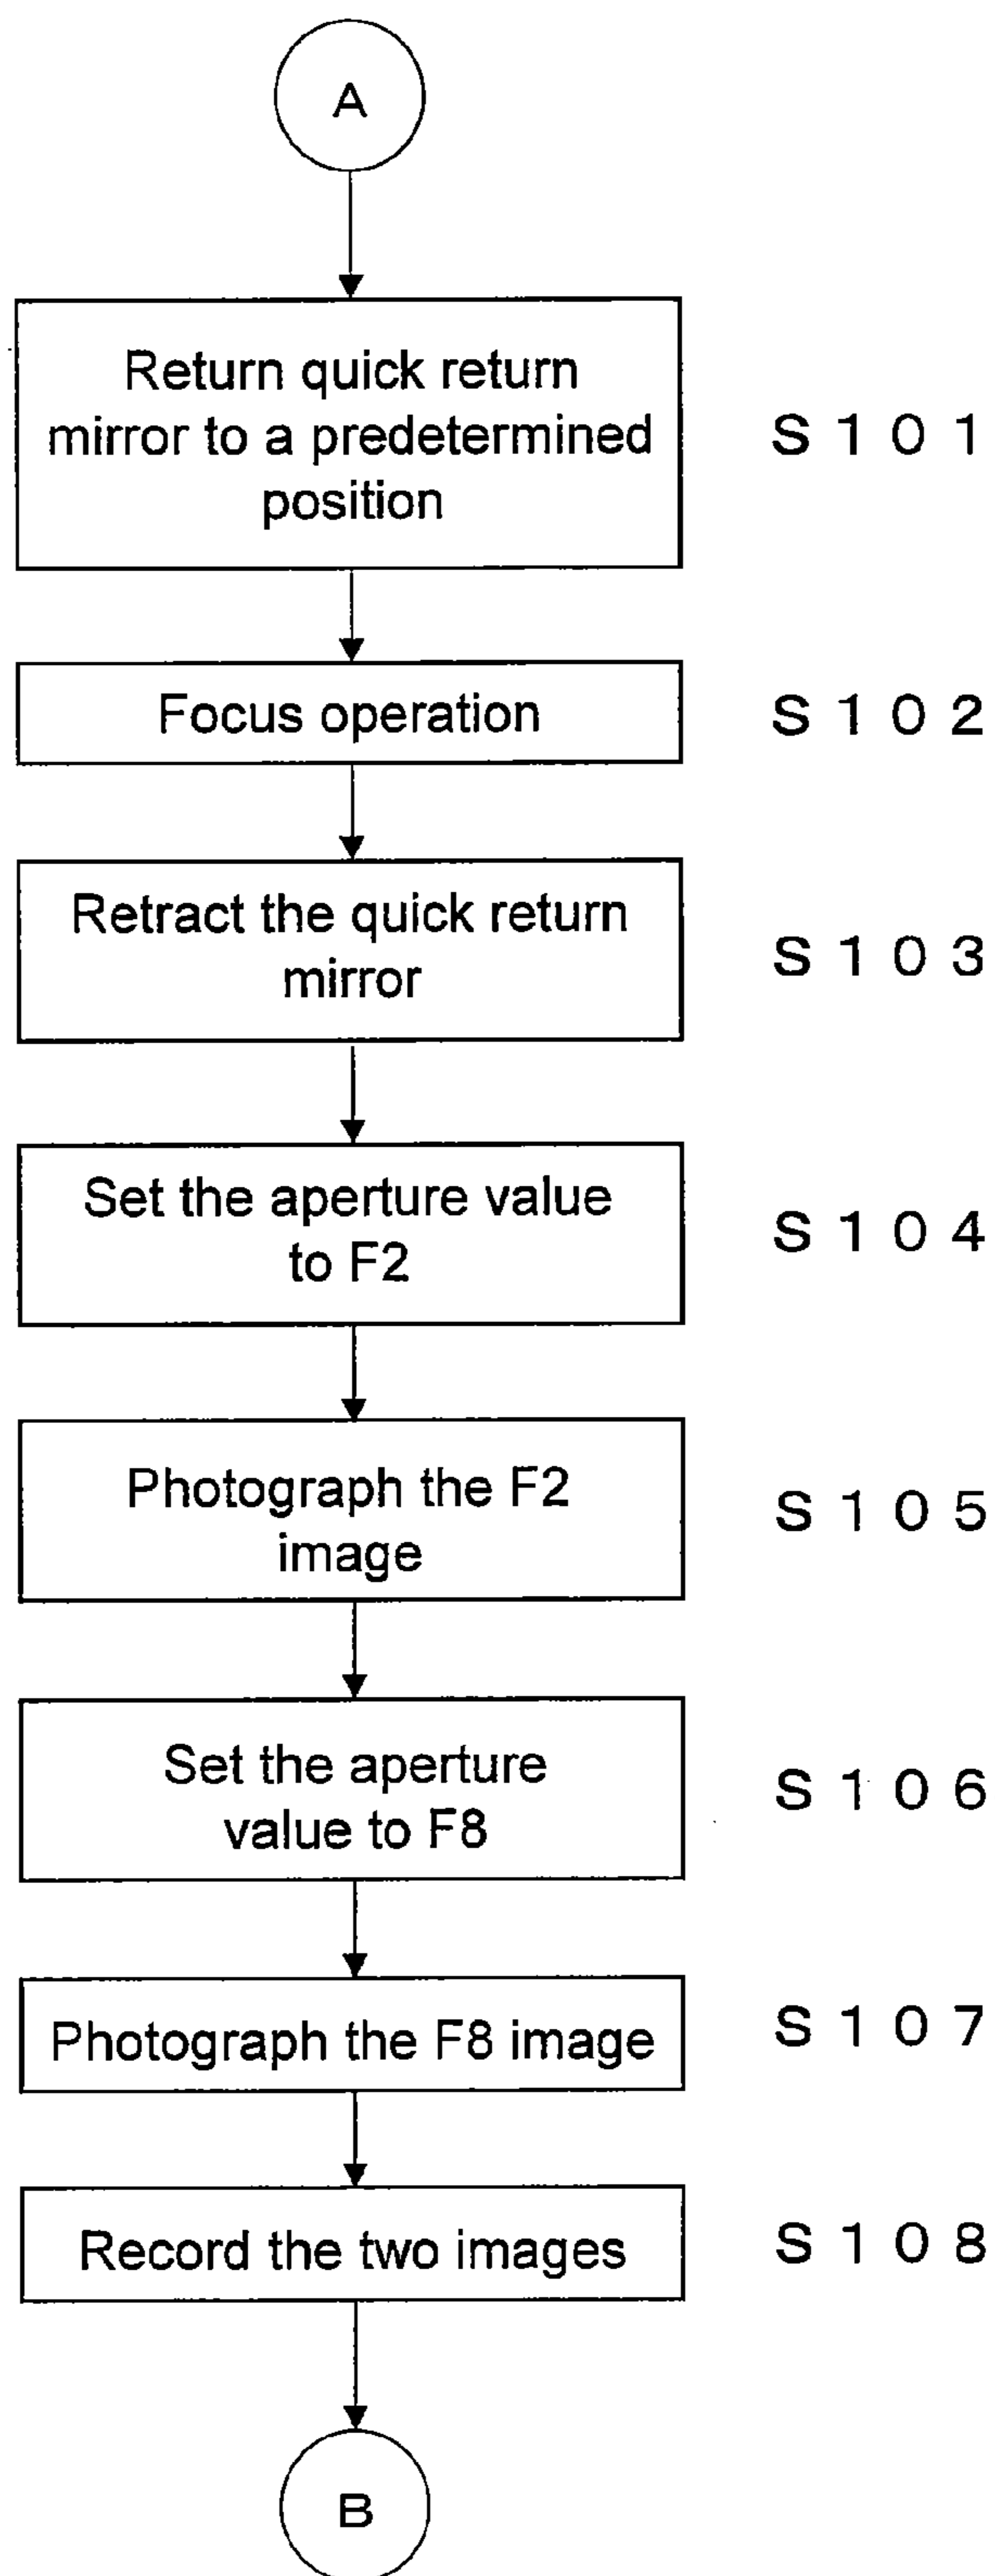 A
Return quick return
mirror to a predetermined
position
S 1 0 1
Focus operation
S 1 0 2
Retract the quick return
mirror
S 1 0 3
Set the aperture value
to F2
S 1 0 4
Photograph the F2
image
S 1 0 5
Set the aperture
value to F8
S 1 0 6
Photograph the F8 image
S 1 0 7
Record the two images
S 1 0 8
B